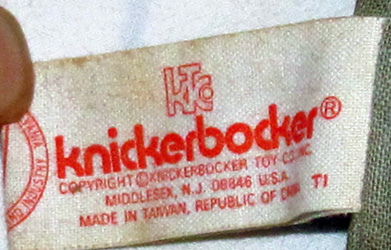 KTC
knickerbocker®
COPYRIGHT © KNICKERBOCKER TOY CO. INC.
MIDDLESEX, N.J. 08846 U.S.A.
MADE IN TAIWAN, REPUBLIC OF CHINA T1